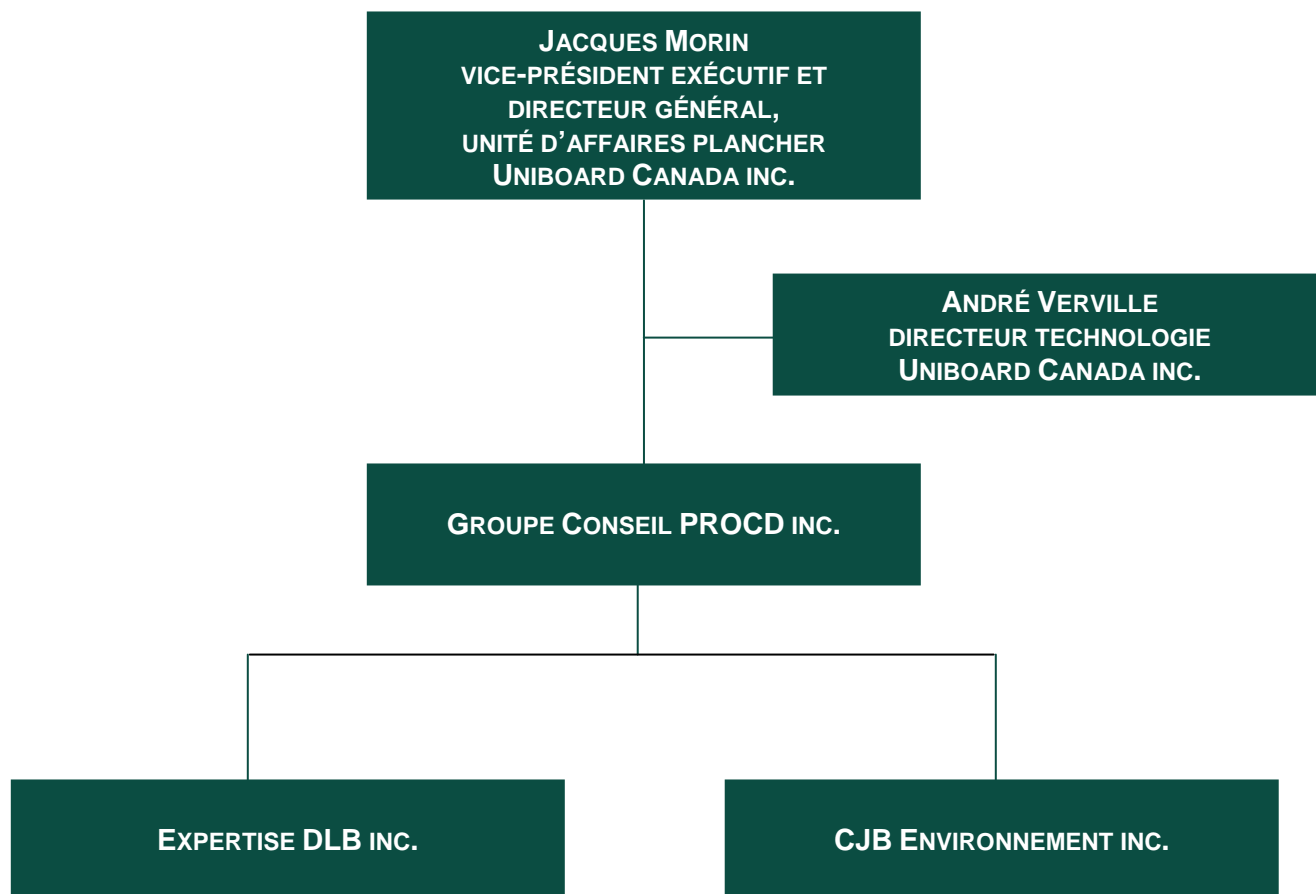 Jacques Morin
vice-président exécutif et
directeur général,
unité d’affaires plancher
Uniboard Canada inc.
André Verville
directeur technologie
Uniboard Canada inc.
Groupe Conseil PROCD inc.
Expertise DLB inc.
CJB Environnement inc.